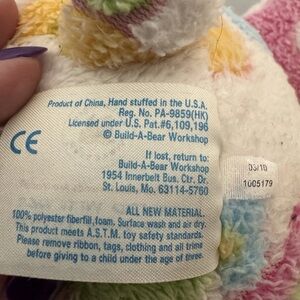 Product of China, Hand stuffed in the U.S.A.
Reg. No. PA-9859(HK)
Licensed under U.S. Pat.#6,109,196
© Build-A-Bear Workshop
CE
If lost, return to:
Build-A-Bear Workshop
1954 Innerbelt Bus. Ctr. Dr.
St. Louis, Mo. 63114-5760
03/10
1005179
ALL NEW MATERIAL.
100% polyester fiberfill,foam. Surface wash and air dry.
This product meets A.S.T.M. toy safety standards.
Please remove ribbon, tags, clothing and all trims
before giving to a child under the age of three.